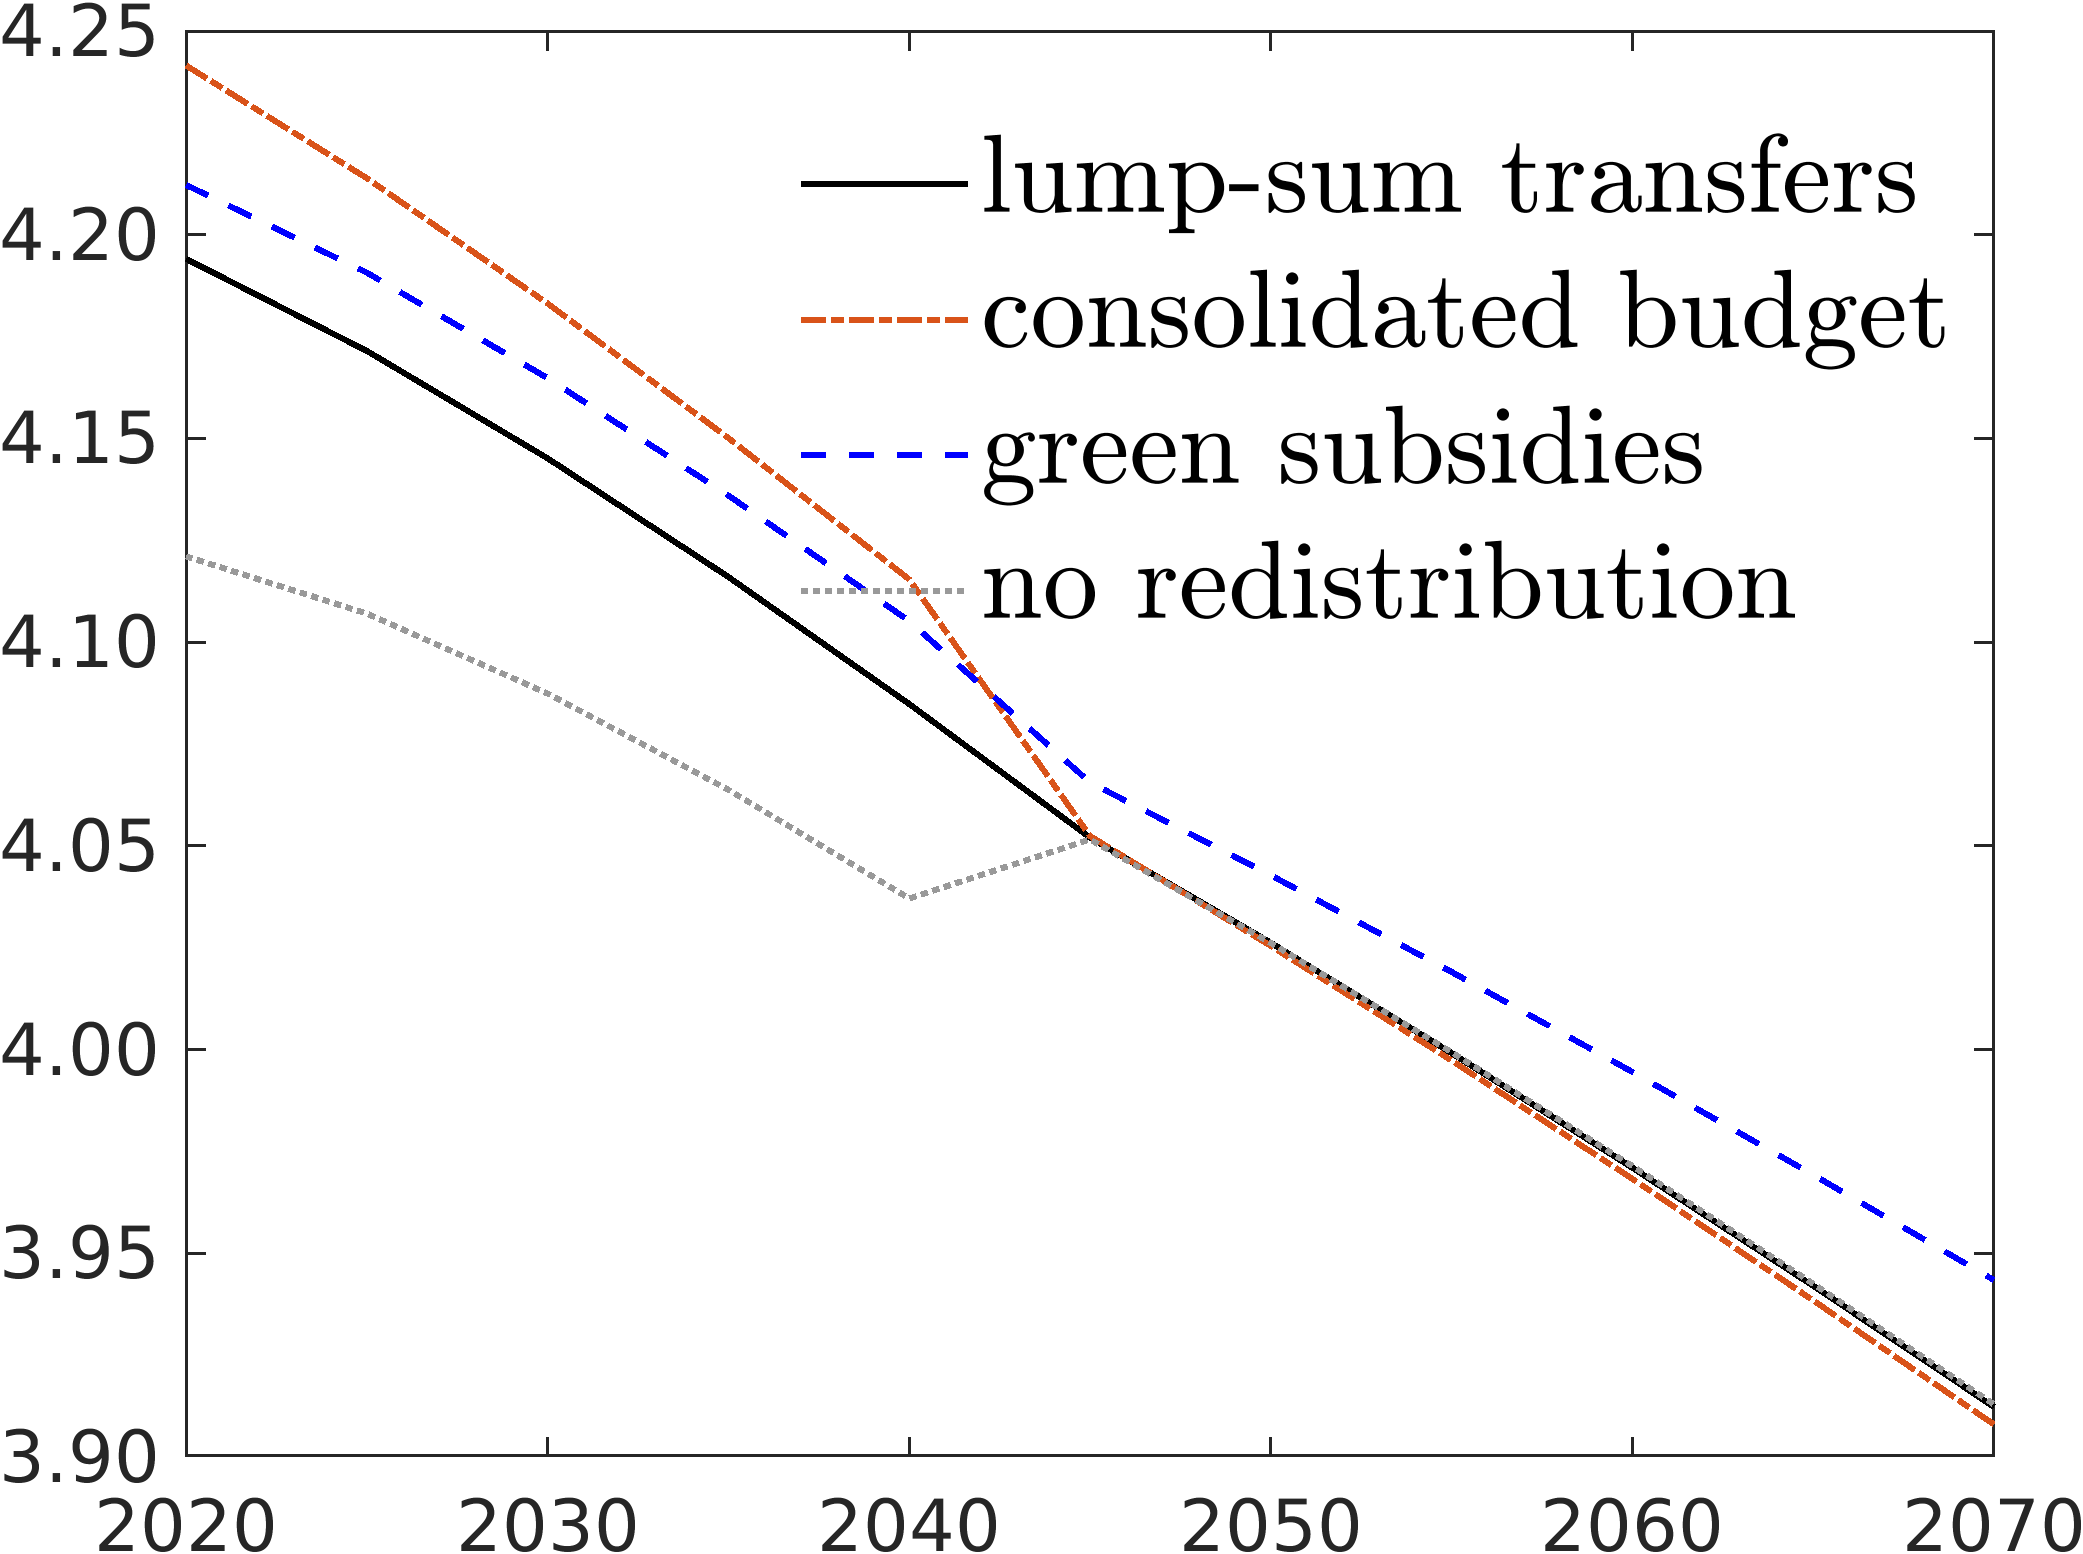 4.25
4.20
4.15
4.10
4.05
4.00
3.95
3.90
2020 2030 2040 2050 2060 2070
lump-sum transfers
consolidated budget
green subsidies
no redistribution